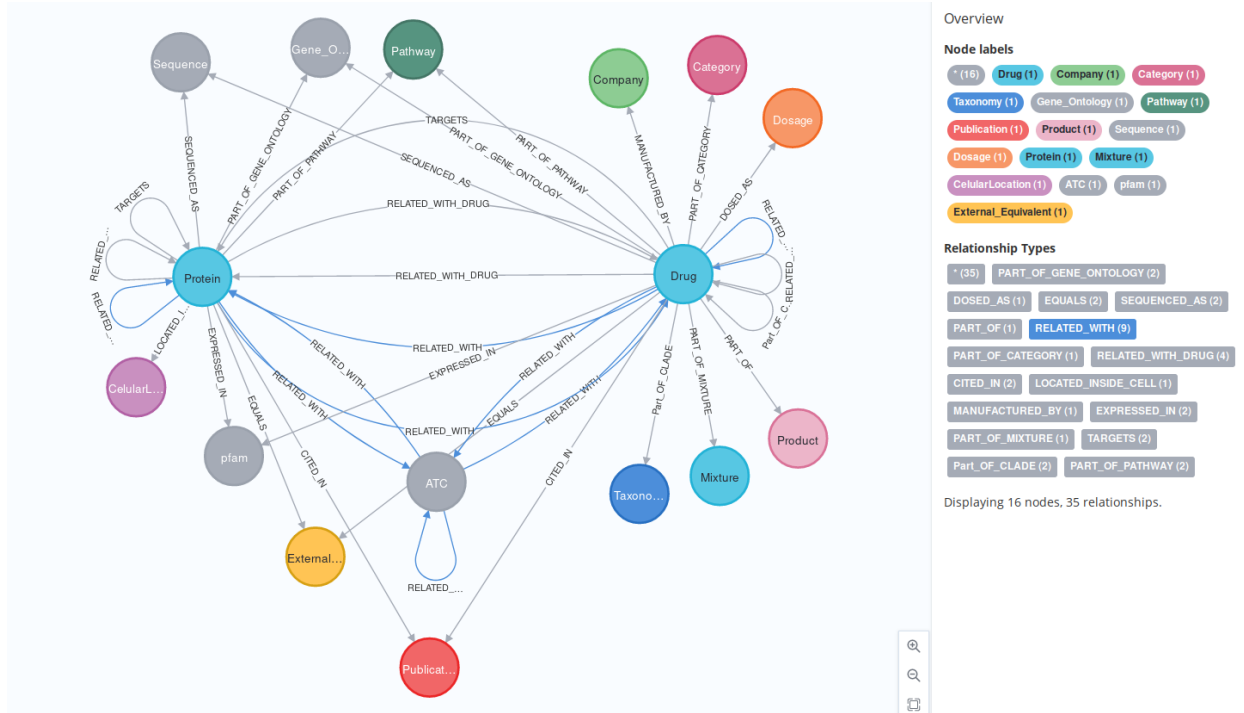 Overview
Node labels
* (16) Drug (1) Company (1) Category (1)
Taxonomy (1) Gene_Ontology (1) Pathway (1)
Publication (1) Product (1) Sequence (1)
Dosage (1) Protein (1) Mixture (1)
CelularLocation (1) ATC (1) pfam (1)
External_Equivalent (1)
Relationship Types
* (35) PART_OF_GENE_ONTOLOGY (2)
DOSED_AS (1) EQUALS (2) SEQUENCED_AS (2)
PART_OF (1) RELATED_WITH (9)
PART_OF_CATEGORY (1) RELATED_WITH_DRUG (4)
CITED_IN (2) LOCATED_INSIDE_CELL (1)
MANUFACTURED_BY (1) EXPRESSED_IN (2)
PART_OF_MIXTURE (1) TARGETS (2)
Part_OF_CLADE (2) PART_OF_PATHWAY (2)
Displaying 16 nodes, 35 relationships.
Sequence
Gene_O...
Pathway
Company
Category
Dosage
Protein
Drug
CelularL...
pfam
ATC
External...
Publicat...
Taxono...
Mixture
Product
TARGETS
PART_OF_GENE_ONTOLOGY
PART_OF_PATHWAY
SEQUENCED_AS
RELATED_WITH_DRUG
RELATED_WITH_DRUG
SEQUENCED_AS
PART_OF_GENE_ONTOLOGY
PART_OF_PATHWAY
MANUFACTURED_BY
PART_OF_CATEGORY
DOSED_AS
RELATED_...
RELATED_...
Part_OF_C...
TARGETS
RELATED_...
RELATED_...
LOCATED_I...
EXPRESSED_IN
EQUALS
CITED_IN
RELATED_WITH
RELATED_WITH
RELATED_WITH
EXPRESSED_IN
RELATED_WITH
RELATED_WITH
RELATED_WITH
EQUALS
CITED_IN
Part_OF_CLADE
PART_OF_MIXTURE
PART_OF
RELATED_...